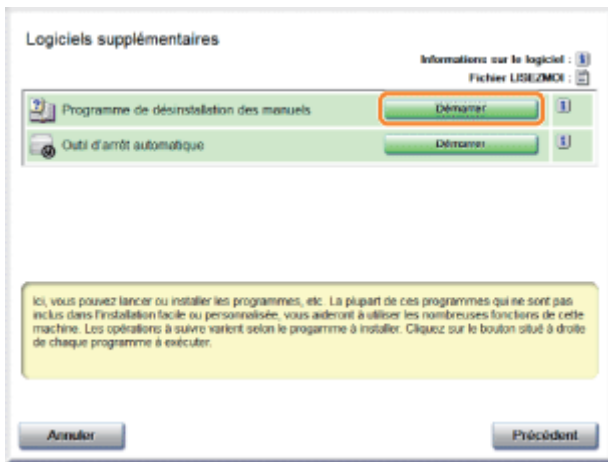 Logiciels supplémentaires
Informations sur le logiciel :
Fichier LISEZMOI :
Programme de désinstallation des manuels
Démarrer
Outil d'arrêt automatique
Démarrer
Ici, vous pouvez lancer ou installer les programmes, etc. La plupart de ces programmes qui ne sont pas
inclus dans l'installation facile ou personnalisée, vous aideront à utiliser les nombreuses fonctions de cette
machine. Les opérations à suivre varient selon le progamme à installer. Cliquez sur le bouton situé à droite
de chaque programme à exécuter.
Annuler
Précédent